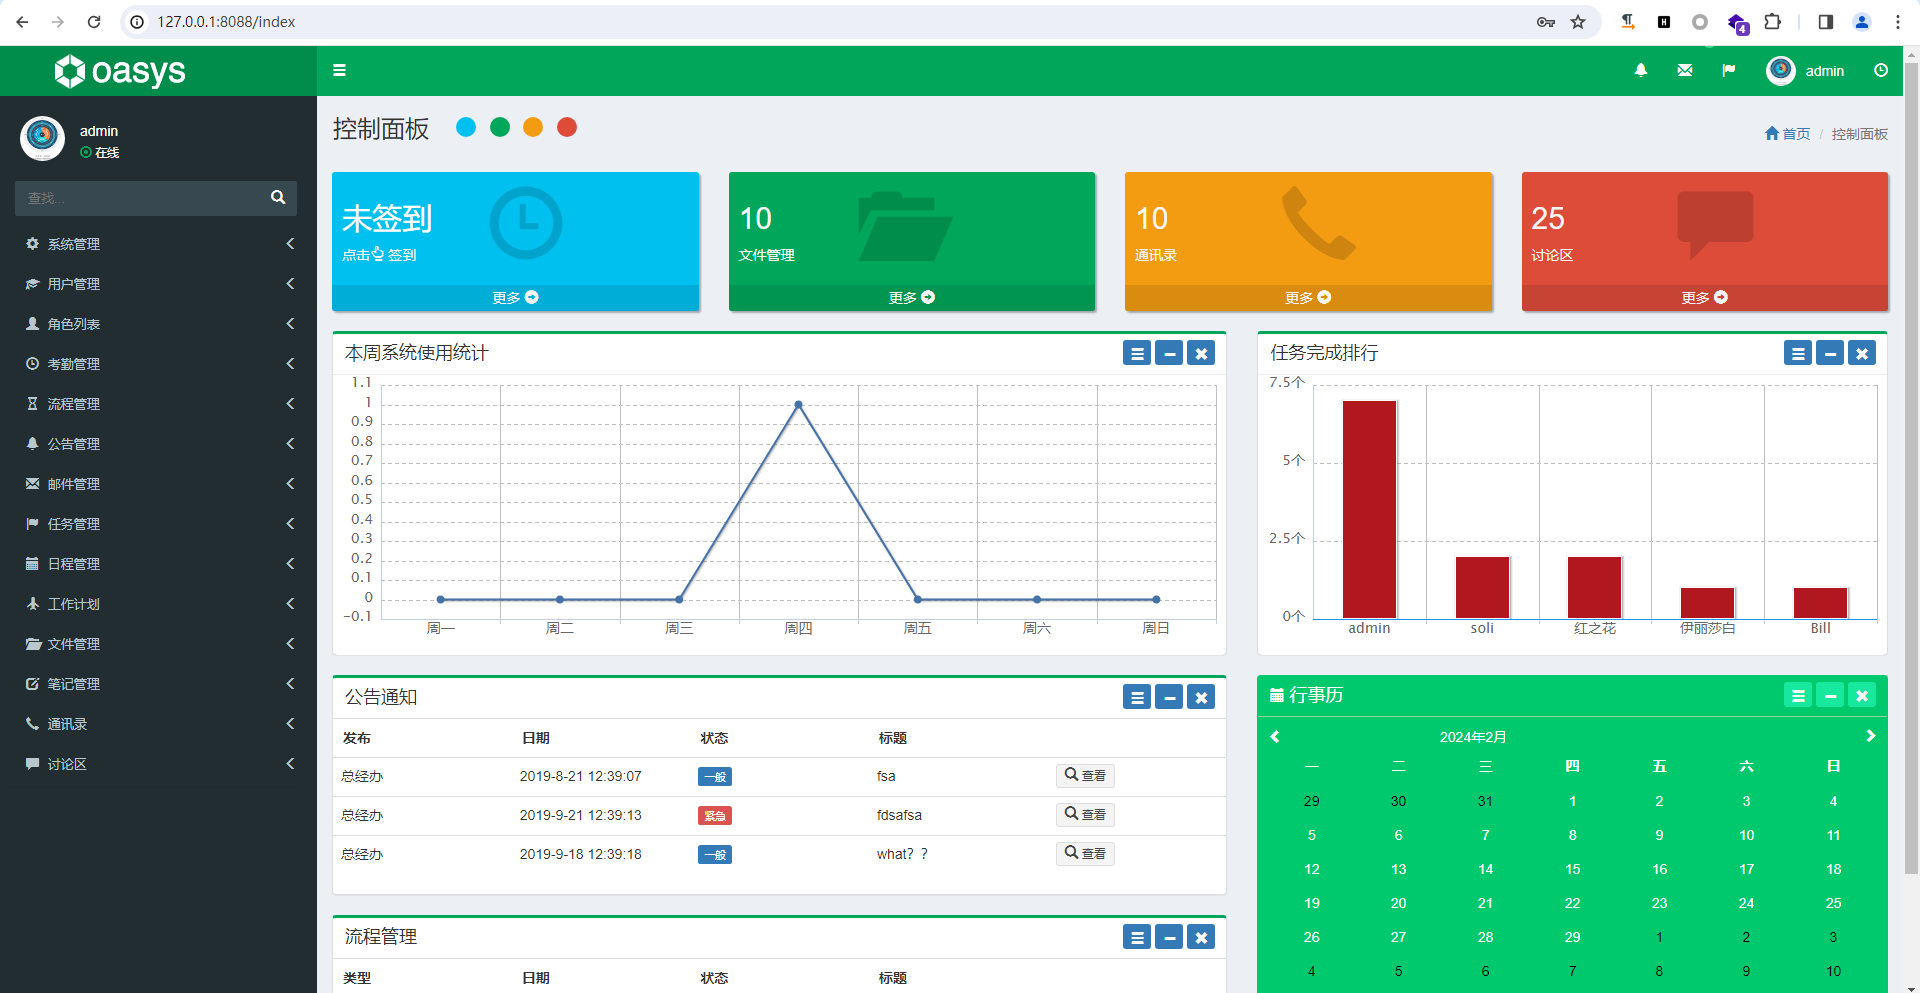 127.0.0.1:8088/index
4
oasys
admin
admin
在线
查找...
系统管理
用户管理
角色列表
考勤管理
流程管理
公告管理
邮件管理
任务管理
日程管理
工作计划
文件管理
笔记管理
通讯录
讨论区
控制面板
首页 / 控制面板
未签到
点击 签到
更多
10
文件管理
更多
10
通讯录
更多
25
讨论区
更多
本周系统使用统计
1.1
1
0.9
0.8
0.7
0.6
0.5
0.4
0.3
0.2
0.1
0
-0.1
周一 周二 周三 周四 周五 周六 周日
任务完成排行
7.5个
5个
2.5个
0个
admin soli 红之花 伊丽莎白 Bill
公告通知
发布 日期 状态 标题
总经办 2019-8-21 12:39:07 一般 fsa 查看
总经办 2019-9-21 12:39:13 紧急 fdsafsa 查看
总经办 2019-9-18 12:39:18 一般 what？？ 查看
流程管理
类型 日期 状态 标题
行事历
2024年2月
一 二 三 四 五 六 日
29 30 31 1 2 3 4
5 6 7 8 9 10 11
12 13 14 15 16 17 18
19 20 21 22 23 24 25
26 27 28 29 1 2 3
4 5 6 7 8 9 10